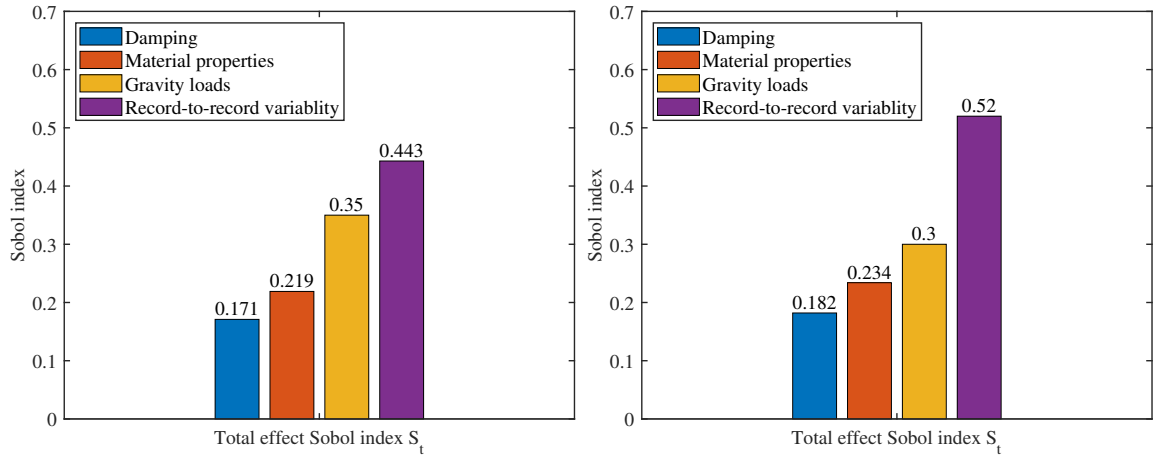 0.7
0.6
0.5
0.4
0.3
0.2
0.1
0
Sobol index
Damping
Material properties
Gravity loads
Record-to-record variablity
0.171
0.219
0.35
0.443
Total effect Sobol index S_t
0.7
0.6
0.5
0.4
0.3
0.2
0.1
0
Sobol index
Damping
Material properties
Gravity loads
Record-to-record variablity
0.182
0.234
0.3
0.52
Total effect Sobol index S_t